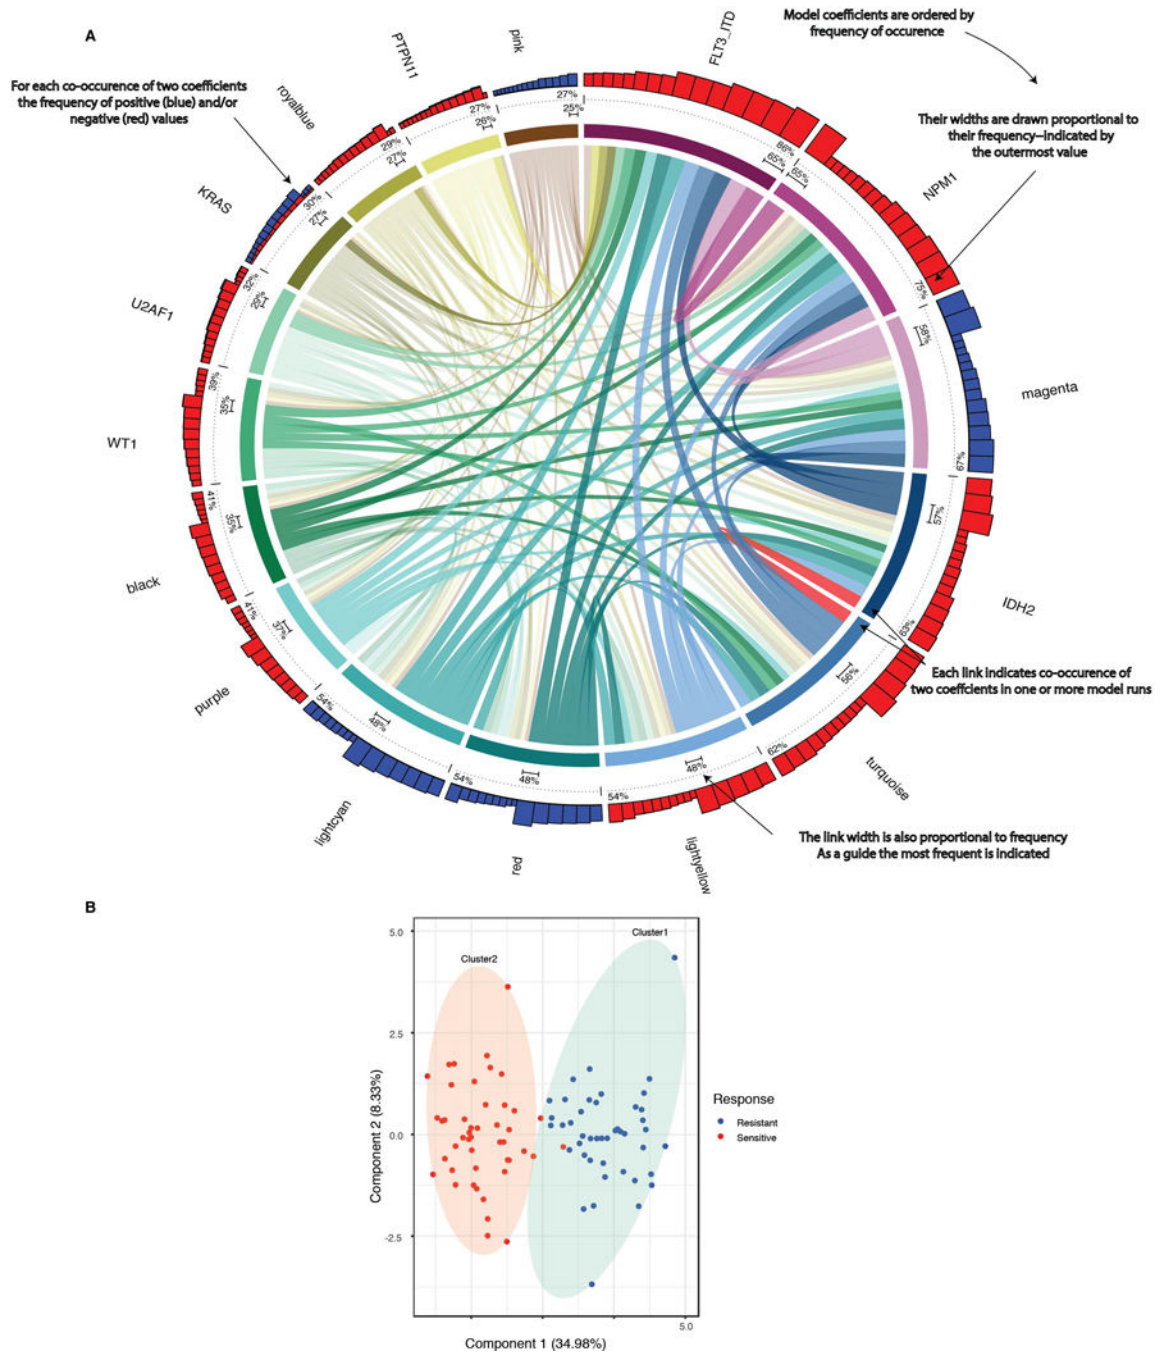 A
Model coefficients are ordered by
frequency of occurence
For each co-occurence of two coefficients
the frequency of positive (blue) and/or
negative (red) values
Their widths are drawn proportional to
their frequency–indicated by
the outermost value
FLT3_ITD
86%
65%
NPM1
75%
65%
magenta
67%
58%
IDH2
63%
57%
turquoise
62%
56%
lightyellow
54%
48%
red
54%
48%
lightcyan
54%
48%
purple
41%
37%
black
41%
35%
WT1
39%
35%
U2AF1
32%
29%
KRAS
30%
27%
royalblue
29%
27%
PTPN11
27%
26%
pink
27%
25%
Each link indicates co-occurence of
two coeffcients in one or more model runs
The link width is also proportional to frequency
As a guide the most frequent is indicated
B
Cluster1
Cluster2
5.0
2.5
0.0
-2.5
Component 2 (8.33%)
5.0
Component 1 (34.98%)
Response
Resistant
Sensitive